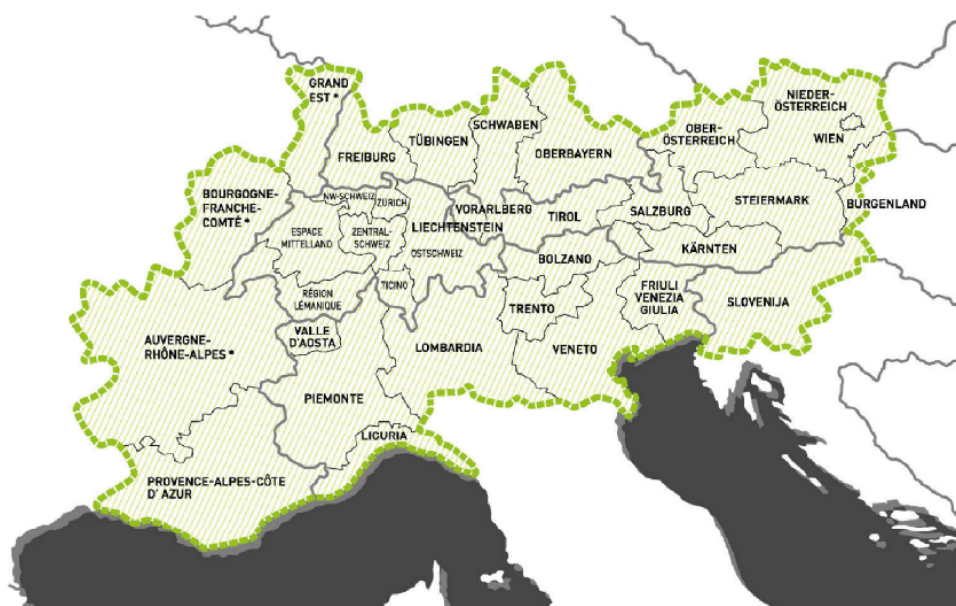 GRAND
EST *
NIEDER-
ÖSTERREICH
SCHWABEN
OBER-
ÖSTERREICH
TÜBINGEN
WIEN
FREIBURG
OBERBAYERN
BOURGOGNE-
FRANCHE-
COMTÉ *
NW-SCHWEIZ
ZÜRICH
VORARLBERG
TIROL
SALZBURG
STEIERMARK
BURGENLAND
LIECHTENSTEIN
ESPACE
MITTELLAND
ZENTRAL-
SCHWEIZ
OSTSCHWEIZ
BOLZANO
KÄRNTEN
RÉGION
LÉMANIQUE
TICINO
FRIULI
VENEZIA
GIULIA
SLOVENIJA
TRENTO
VALLE
D'AOSTA
AUVERGNE-
RHÔNE-ALPES *
LOMBARDIA
VENETO
PIEMONTE
LIGURIA
PROVENCE-ALPES-CÔTE
D' AZUR